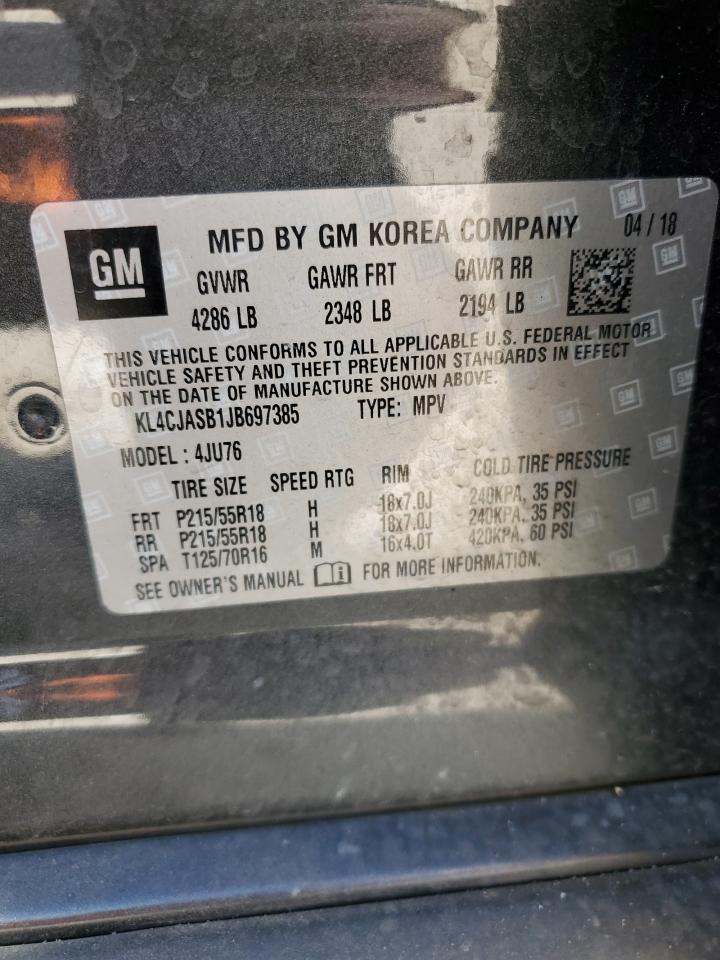 GM
MFD BY GM KOREA COMPANY 04 / 18
GVWR GAWR FRT GAWR RR
4286 LB 2348 LB 2194 LB
THIS VEHICLE CONFORMS TO ALL APPLICABLE U.S. FEDERAL MOTOR
VEHICLE SAFETY AND THEFT PREVENTION STANDARDS IN EFFECT
ON THE DATE OF MANUFACTURE SHOWN ABOVE.
KL4CJASB1JB697385 TYPE: MPV
MODEL : 4JU76
TIRE SIZE SPEED RTG RIM COLD TIRE PRESSURE
FRT P215/55R18 H 18x7.0J 240KPA, 35 PSI
RR P215/55R18 H 18x7.0J 240KPA, 35 PSI
SPA T125/70R16 M 16x4.0T 420KPA, 60 PSI
SEE OWNER'S MANUAL FOR MORE INFORMATION.